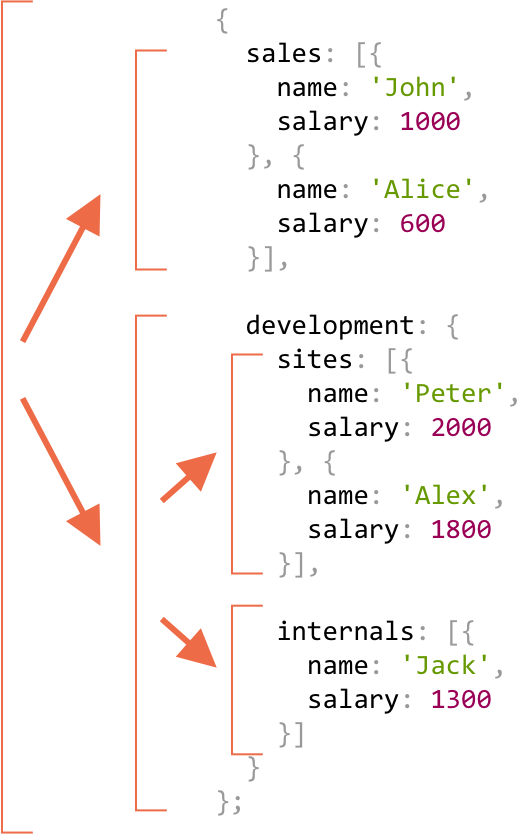 {
sales: [{
name: 'John',
salary: 1000
}, {
name: 'Alice',
salary: 600
}],
development: {
sites: [{
name: 'Peter',
salary: 2000
}, {
name: 'Alex',
salary: 1800
}],
internals: [{
name: 'Jack',
salary: 1300
}]
}
};